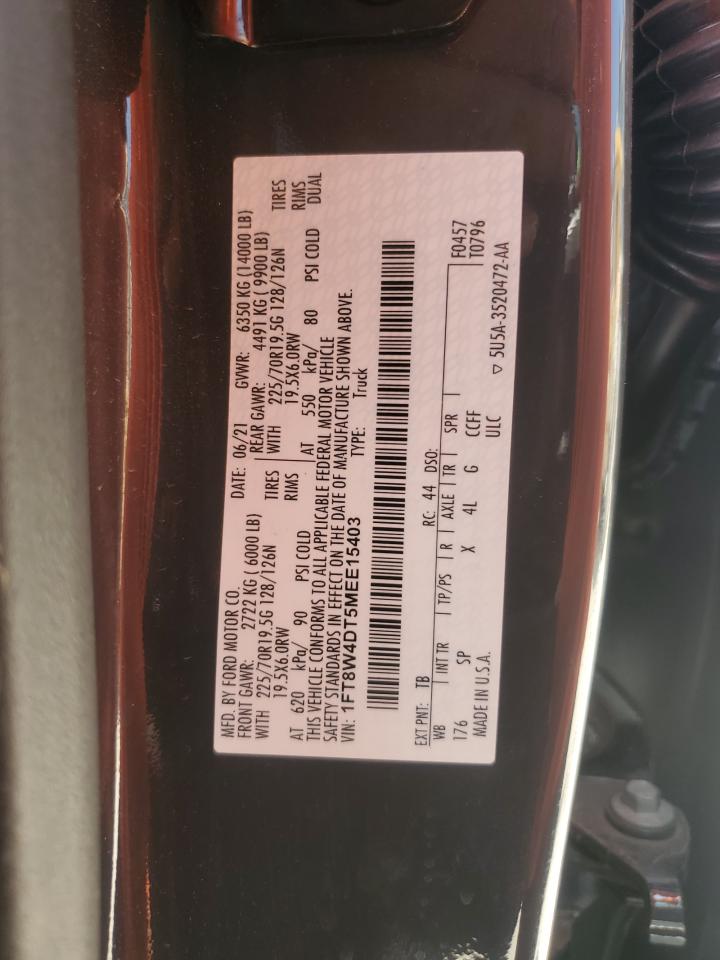 MFD. BY FORD MOTOR CO. DATE: 06/21 GVWR: 6350 KG (14000 LB)
FRONT GAWR: 2722 KG ( 6000 LB) REAR GAWR: 4491 KG ( 9900 LB)
WITH 225/70R19.5G 128/126N TIRES WITH 225/70R19.5G 128/126N TIRES
19.5X6.0RW RIMS 19.5X6.0RW RIMS
AT 620 kPa/ 90 PSI COLD AT 550 kPa/ 80 PSI COLD DUAL
THIS VEHICLE CONFORMS TO ALL APPLICABLE FEDERAL MOTOR VEHICLE
SAFETY STANDARDS IN EFFECT ON THE DATE OF MANUFACTURE SHOWN ABOVE.
VIN: 1FT8W4DT5MEE15403 TYPE: Truck
EXT PNT: TB RC: 44 DSO:
WB INT TR TP/PS R AXLE TR SPR F0457
176 SP X 4L G CCFF T0796
MADE IN U.S.A. ULC ▽ 5U5A-3520472-AA